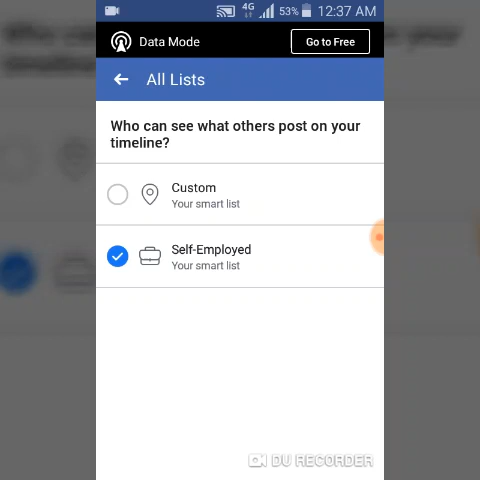 4G 53% 12:37 AM
Data Mode
Go to Free
All Lists
Who can see what others post on your
timeline?
Custom
Your smart list
Self-Employed
Your smart list
DU RECORDER